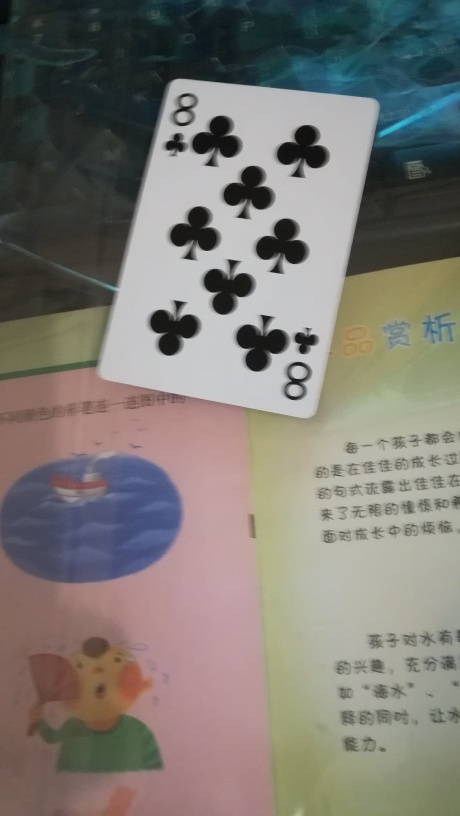 8
8
品赏析
每一个孩子都会
的是在佳佳的成长过
的句式流露出佳佳在
来了无限的憧憬和希
面对成长中的烦恼，
孩子对水有
的兴趣，充分满
如“海水”、“
释的同时，让水
能力。